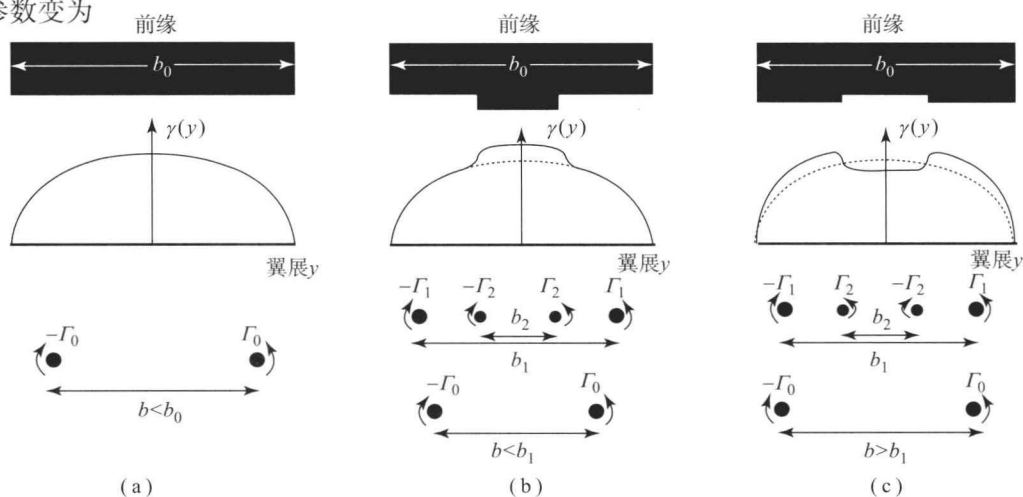 参数变为
前缘 前缘 前缘
b₀ b₀ b₀
γ(y) γ(y) γ(y)
翼展y 翼展y 翼展y
-Γ₁ -Γ₂ Γ₂ Γ₁ -Γ₁ Γ₂ -Γ₂ Γ₁
b₂ b₂
-Γ₀ Γ₀
b₁ b₁
-Γ₀ Γ₀ -Γ₀ Γ₀
b<b₀
b<b₁ b>b₁
(a) (b) (c)